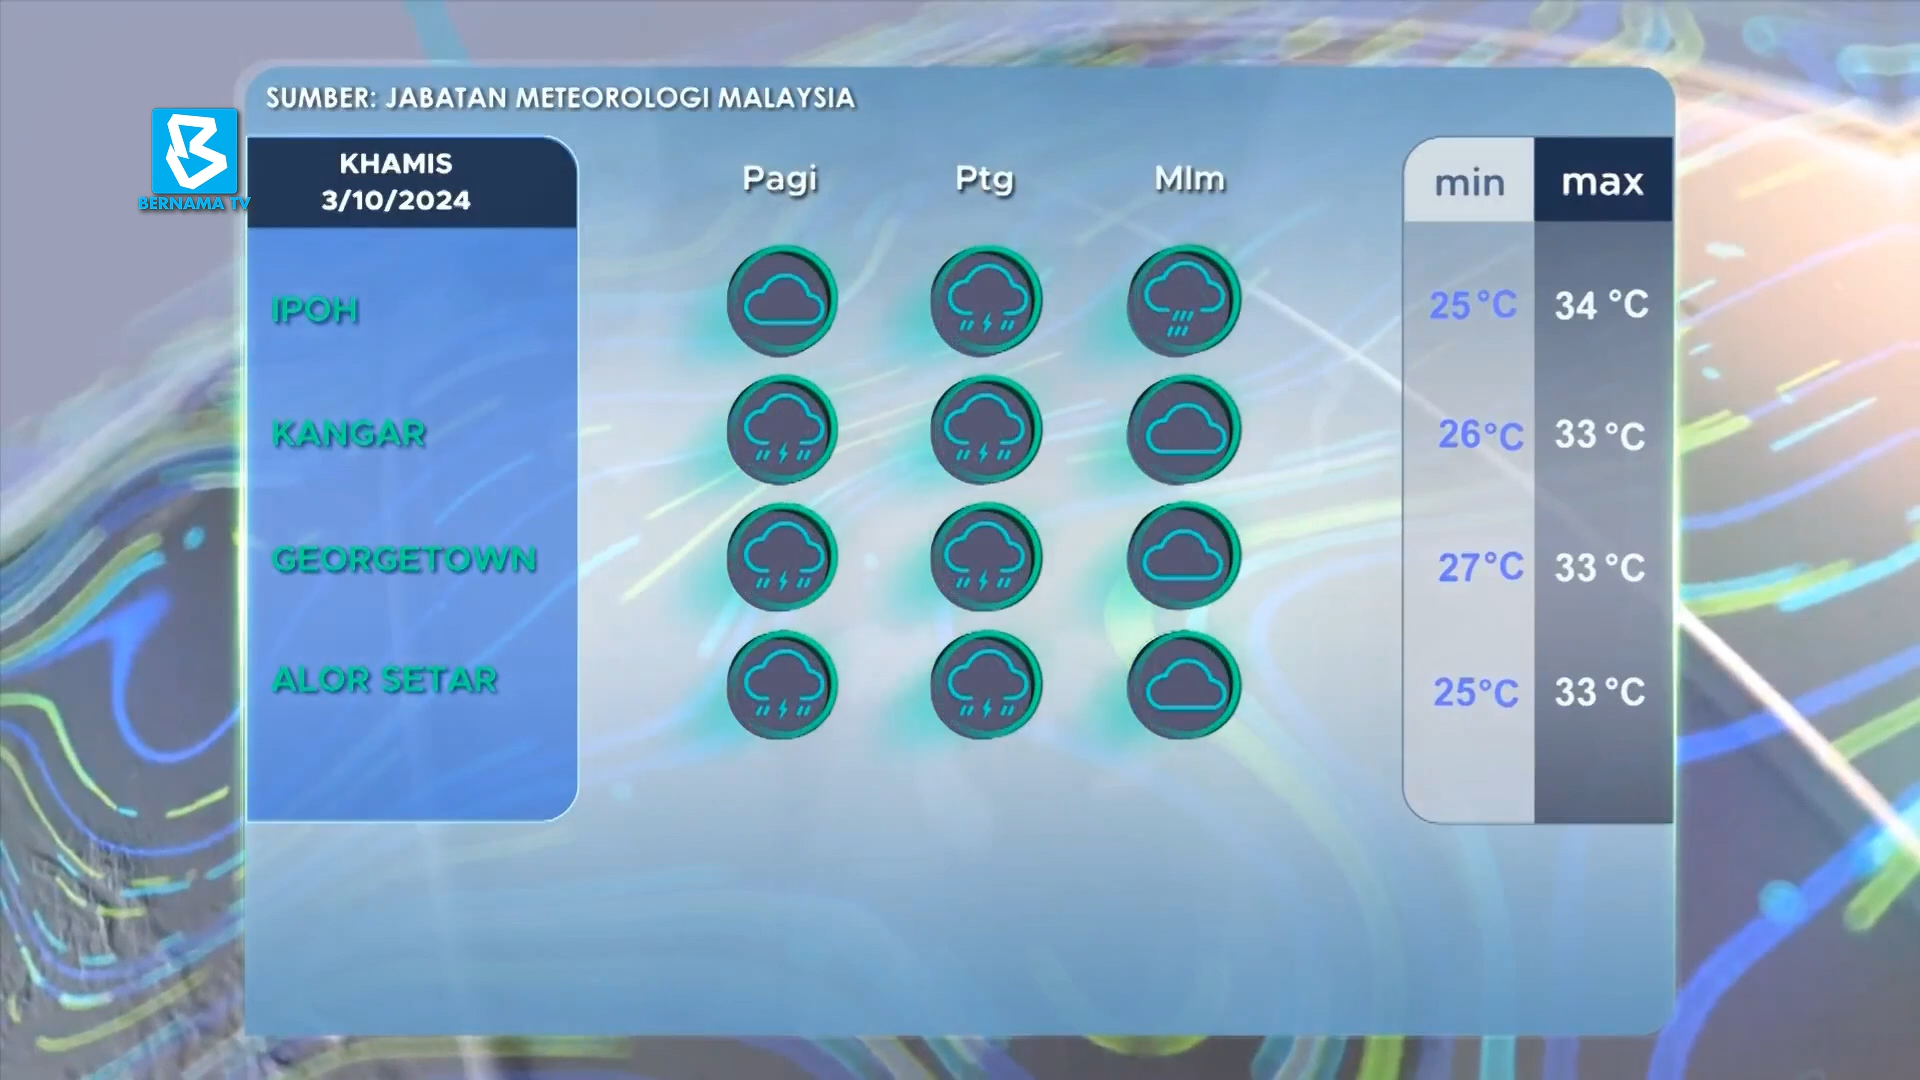 SUMBER: JABATAN METEOROLOGI MALAYSIA
BERNAMA TV
KHAMIS
3/10/2024
Pagi Ptg Mlm min max
IPOH 25°C 34 °C
KANGAR 26°C 33°C
GEORGETOWN 27°C 33°C
ALOR SETAR 25°C 33°C